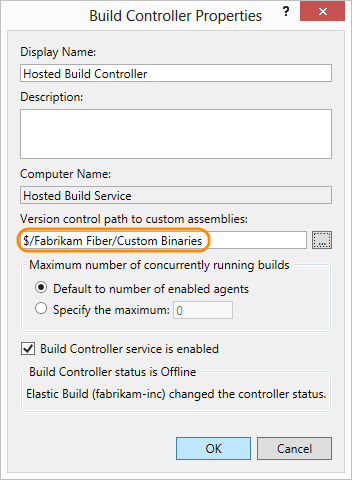 Build Controller Properties
?
Display Name:
Hosted Build Controller
Description:
Computer Name:
Hosted Build Service
Version control path to custom assemblies:
$/Fabrikam Fiber/Custom Binaries
...
Maximum number of concurrently running builds
Default to number of enabled agents
Specify the maximum: 0
Build Controller service is enabled
Build Controller status is Offline
Elastic Build (fabrikam-inc) changed the controller status.
OK Cancel